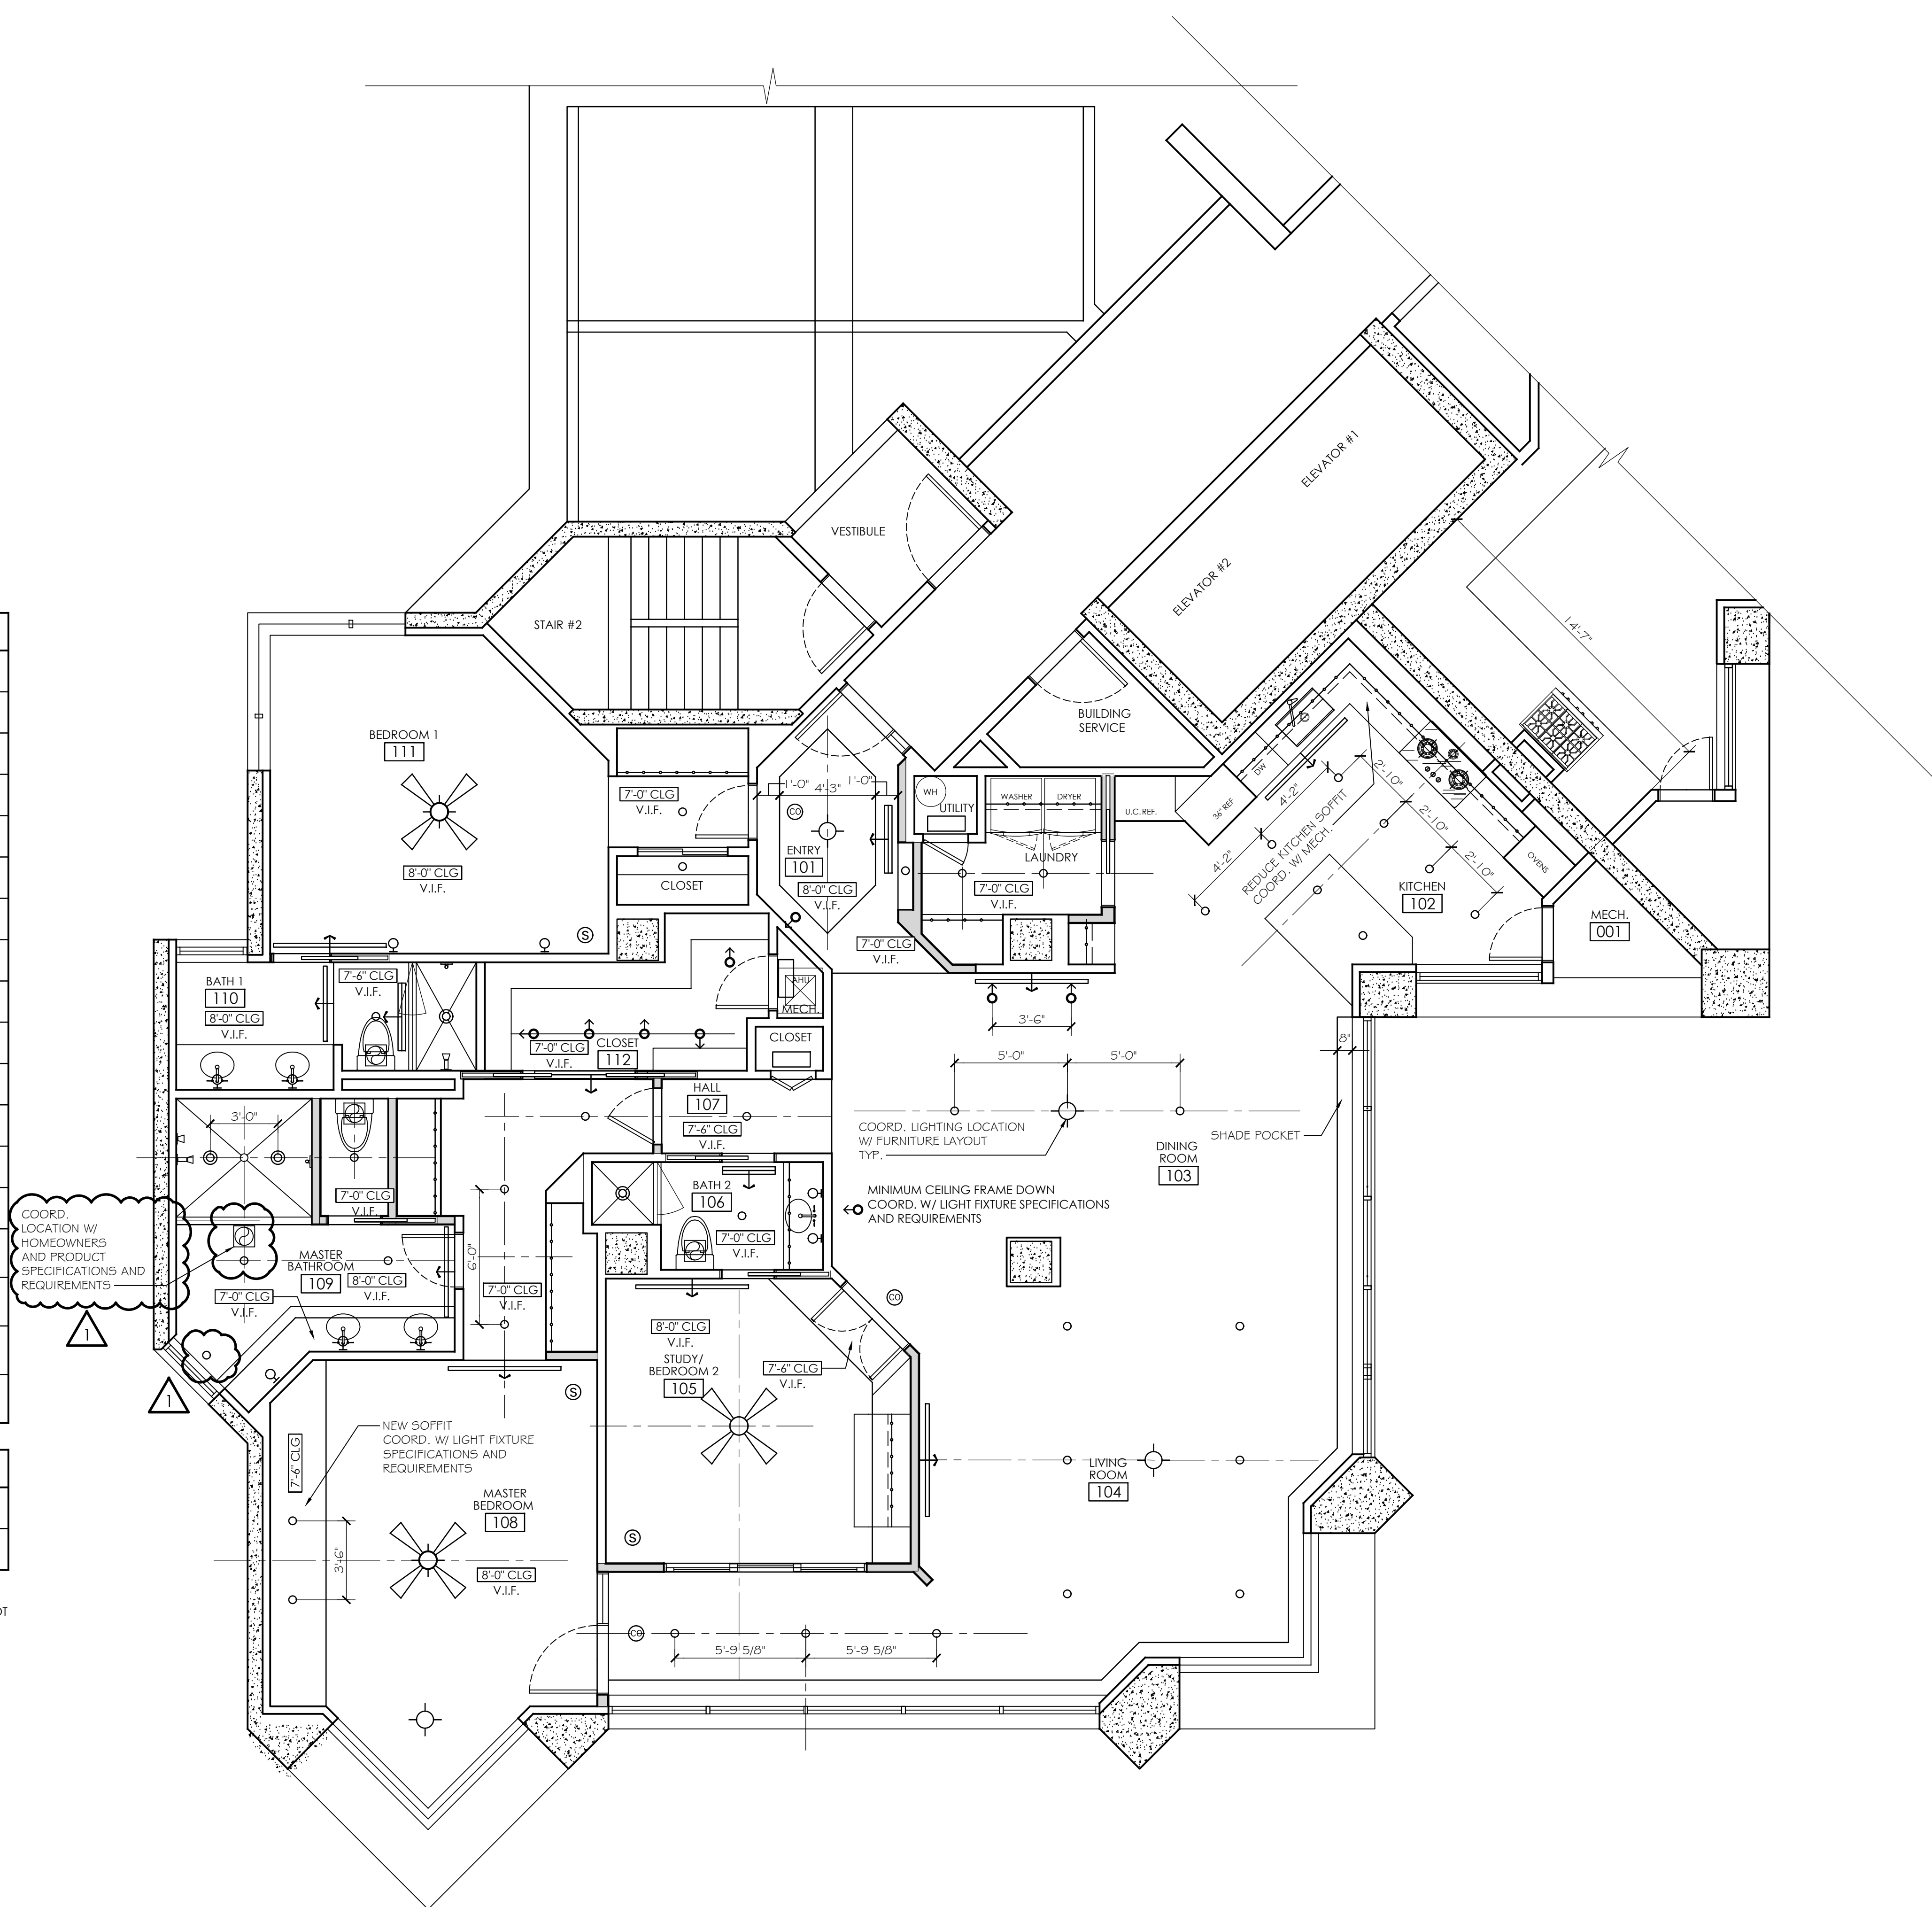 ELEVATOR #1
VESTIBULE
ELEVATOR #2
STAIR #2
14'-7"
BUILDING
SERVICE
BEDROOM 1
111
8'-0" CLG
V.I.F.
S
7'-0" CLG
V.I.F.
CLOSET
1'-0"
4'-3"
1'-0"
CO
ENTRY
101
8'-0" CLG
V.I.F.
WH
UTILITY
WASHER
DRYER
LAUNDRY
7'-0" CLG
V.I.F.
7'-0" CLG
V.I.F.
U.C.REF.
36" REF
DW
4'-2"
4'-2"
2'-10"
2'-10"
2'-10"
REDUCE KITCHEN SOFFIT
COORD. W/ MECH.
OVENS
KITCHEN
102
MECH.
001
BATH 1
110
8'-0" CLG
V.I.F.
7'-6" CLG
V.I.F.
AHU
MECH.
CLOSET
7'-0" CLG
V.I.F.
CLOSET
112
3'-6"
5'-0"
5'-0"
8"
HALL
107
7'-6" CLG
V.I.F.
COORD. LIGHTING LOCATION
W/ FURNITURE LAYOUT
TYP.
SHADE POCKET
DINING
ROOM
103
3'-0"
7'-0" CLG
V.I.F.
BATH 2
106
7'-0" CLG
V.I.F.
MINIMUM CEILING FRAME DOWN
COORD. W/ LIGHT FIXTURE SPECIFICATIONS
AND REQUIREMENTS
COORD.
LOCATION W/
HOMEOWNERS
AND PRODUCT
SPECIFICATIONS AND
REQUIREMENTS
1
MASTER
BATHROOM
109
8'-0" CLG
V.I.F.
7'-0" CLG
V.I.F.
6'-0"
7'-0" CLG
V.I.F.
CO
1
8'-0" CLG
V.I.F.
STUDY/
BEDROOM 2
105
7'-6" CLG
V.I.F.
S
NEW SOFFIT
COORD. W/ LIGHT FIXTURE
SPECIFICATIONS AND
REQUIREMENTS
7'-6" CLG
LIVING
ROOM
104
MASTER
BEDROOM
108
S
3'-6"
8'-0" CLG
V.I.F.
OT
CO
5'-9 5/8"
5'-9 5/8"